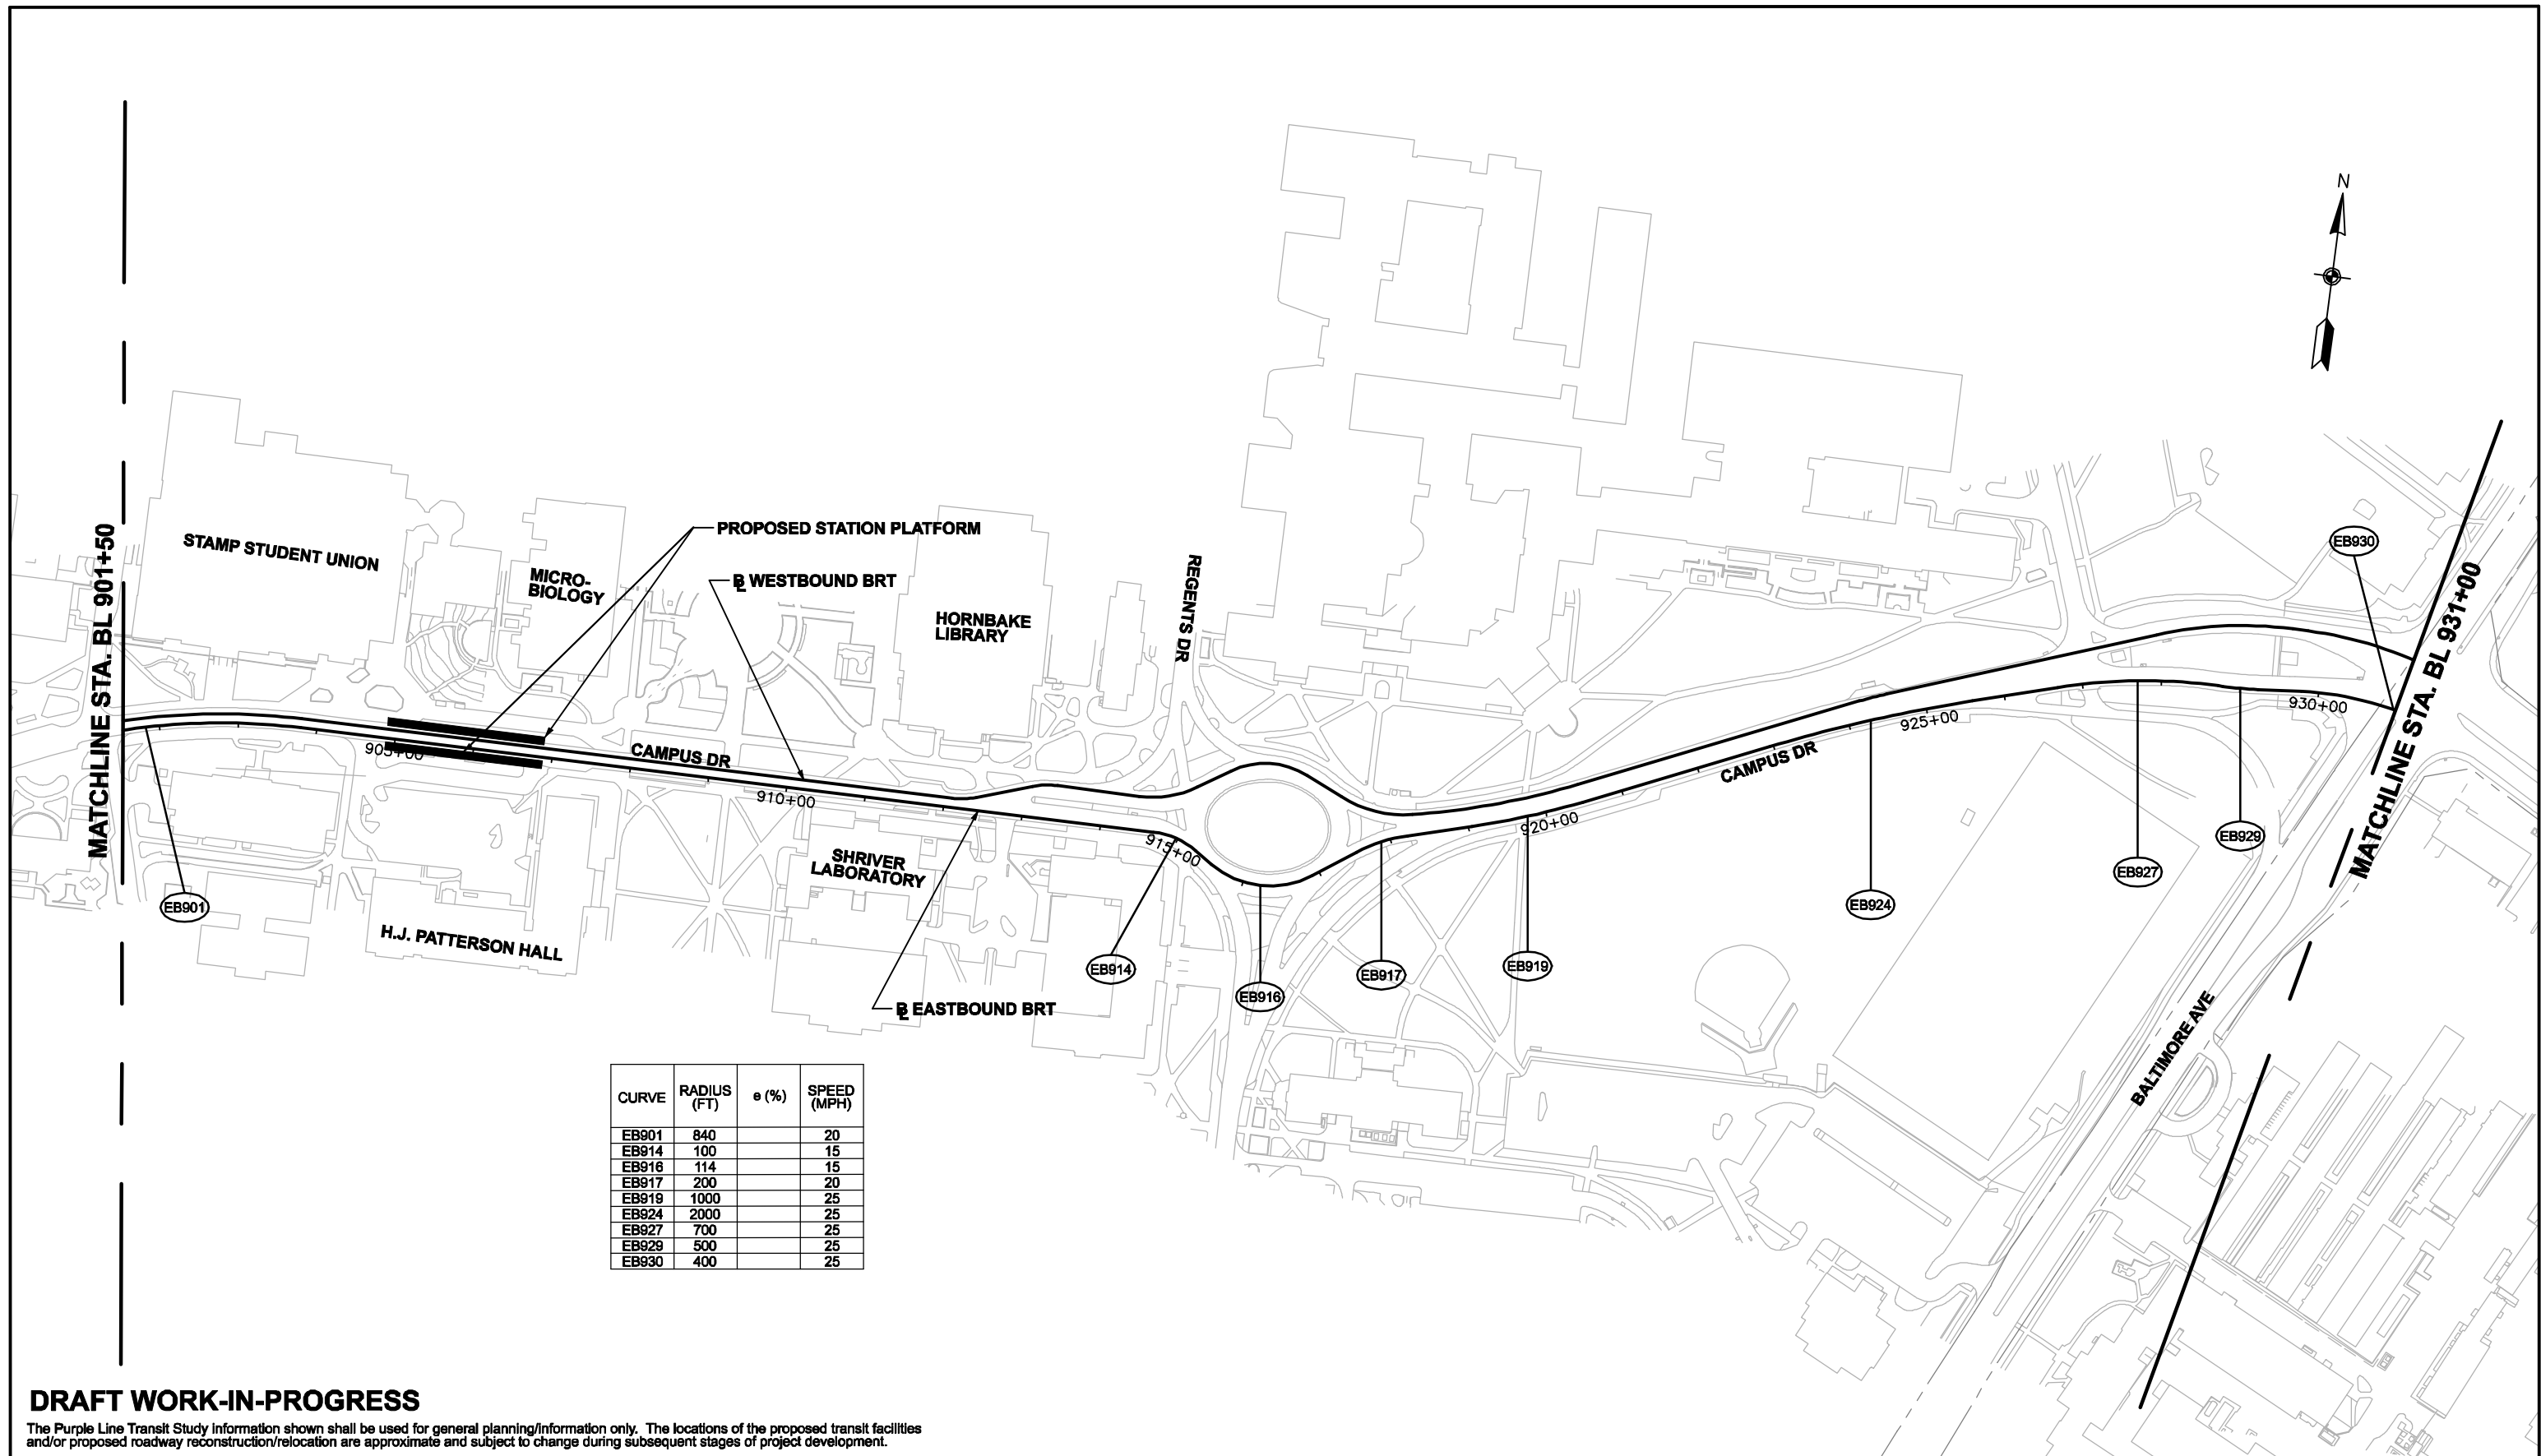 N
MATCHLINE STA. BL 901+50
STAMP STUDENT UNION
MICRO-
BIOLOGY
PROPOSED STATION PLATFORM
BL WESTBOUND BRT
HORNBAKE
LIBRARY
REGENTS DR
EB930
MATCHLINE STA. BL 931+00
905+00
CAMPUS DR
910+00
915+00
920+00
CAMPUS DR
925+00
930+00
SHRIVER
LABORATORY
EB901
H.J. PATTERSON HALL
EB914
EB916
EB917
EB919
EB924
EB927
EB929
BL EASTBOUND BRT
BALTIMORE AVE
CURVE RADIUS (FT) e (%) SPEED (MPH)
EB901 840 20
EB914 100 15
EB916 114 15
EB917 200 20
EB919 1000 25
EB924 2000 25
EB927 700 25
EB929 500 25
EB930 400 25
DRAFT WORK-IN-PROGRESS
The Purple Line Transit Study Information shown shall be used for general planning/information only. The locations of the proposed transit facilities
and/or proposed roadway reconstruction/relocation are approximate and subject to change during subsequent stages of project development.